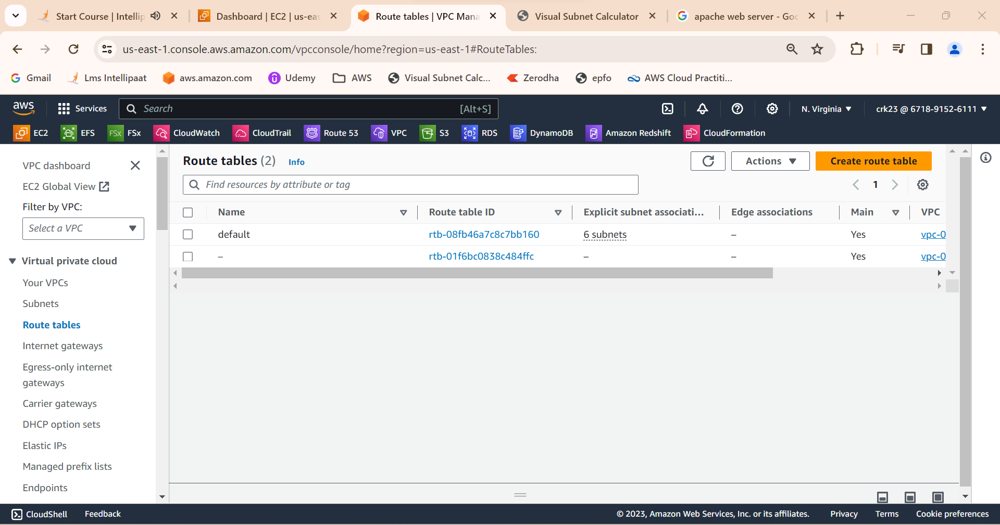 Start Course | Intellip
Dashboard | EC2 | us-eas
Route tables | VPC Mana
Visual Subnet Calculator
apache web server - Goo
us-east-1.console.aws.amazon.com/vpcconsole/home?region=us-east-1#RouteTables:
Gmail Lms Intellipaat aws.amazon.com Udemy AWS Visual Subnet Calc... Zerodha epfo AWS Cloud Practiti...
aws Services Search [Alt+S] N. Virginia crk23 @ 6718-9152-6111
EC2 EFS FSx FSx CloudWatch CloudTrail 53 Route 53 VPC S3 RDS DynamoDB Amazon Redshift CloudFormation
VPC dashboard
EC2 Global View
Filter by VPC:
Select a VPC
Virtual private cloud
Your VPCs
Subnets
Route tables
Internet gateways
Egress-only internet
gateways
Carrier gateways
DHCP option sets
Elastic IPs
Managed prefix lists
Endpoints
Route tables (2) Info Actions Create route table
Find resources by attribute or tag 1
Name Route table ID Explicit subnet associati... Edge associations Main VPC
default rtb-08fb46a7c8c7bb160 6 subnets – Yes vpc-0
– rtb-01f6bc0838c484ffc – – Yes vpc-0
CloudShell Feedback © 2023, Amazon Web Services, Inc. or its affiliates. Privacy Terms Cookie preferences